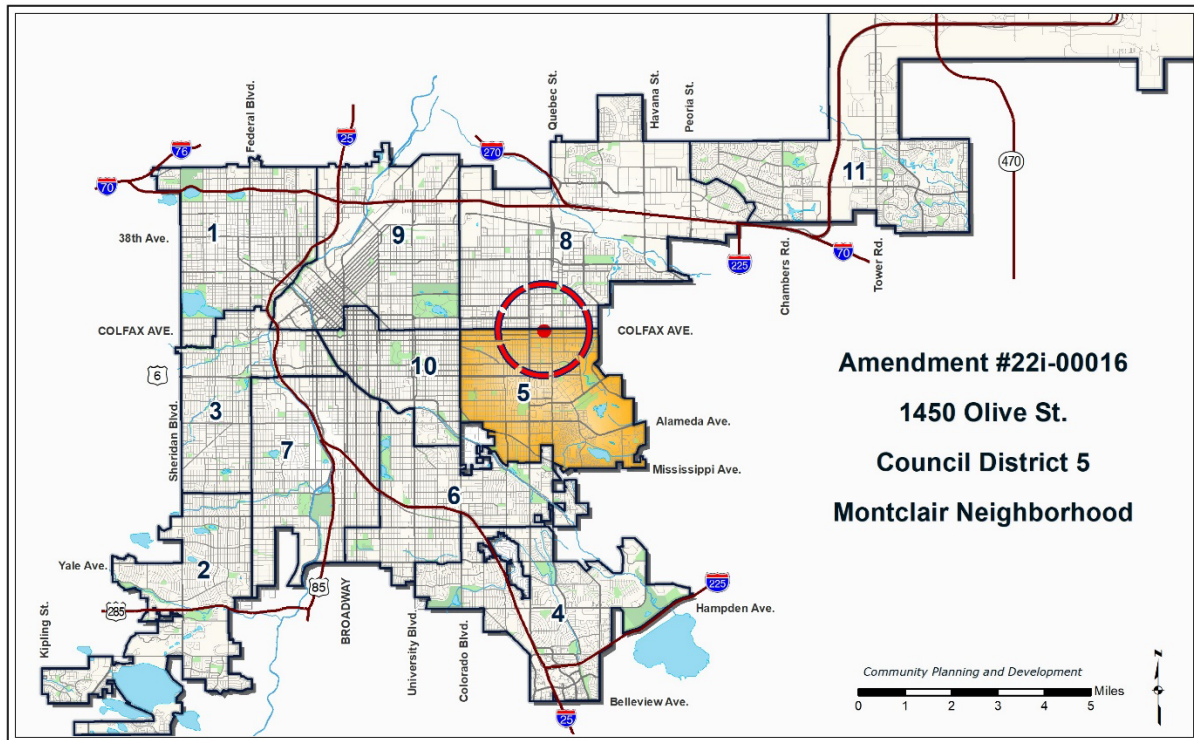 Federal Blvd.
Quebec St.
Havana St.
Peoria St.
76
25
270
70
470
11
1
9
8
38th Ave.
Chambers Rd.
Tower Rd.
225
70
COLFAX AVE.
COLFAX AVE.
6
10
5
3
Sheridan Blvd.
7
Alameda Ave.
Mississippi Ave.
6
Yale Ave.
2
85
285
Kipling St.
BROADWAY
University Blvd
Colorado Blvd.
4
225
Hampden Ave.
Belleview Ave.
25
Amendment #22i-00016
1450 Olive St.
Council District 5
Montclair Neighborhood
Community Planning and Development
Miles
0 1 2 3 4 5
Z